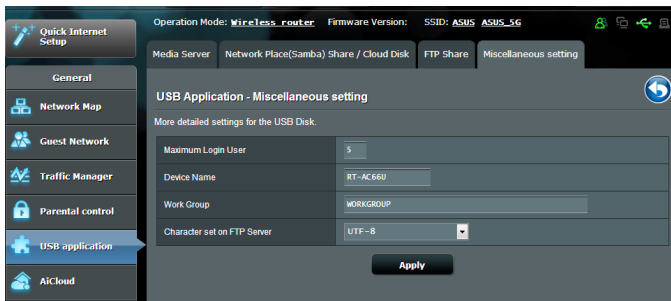 Quick Internet
Setup
Operation Mode: Wireless router Firmware Version: SSID: ASUS ASUS_5G
Media Server
Network Place(Samba) Share / Cloud Disk
FTP Share
Miscellaneous setting
General
Network Map
Guest Network
Traffic Manager
Parental control
USB application
AiCloud
USB Application - Miscellaneous setting
More detailed settings for the USB Disk.
Maximum Login User 5
Device Name RT-AC66U
Work Group WORKGROUP
Character set on FTP Server UTF-8
Apply